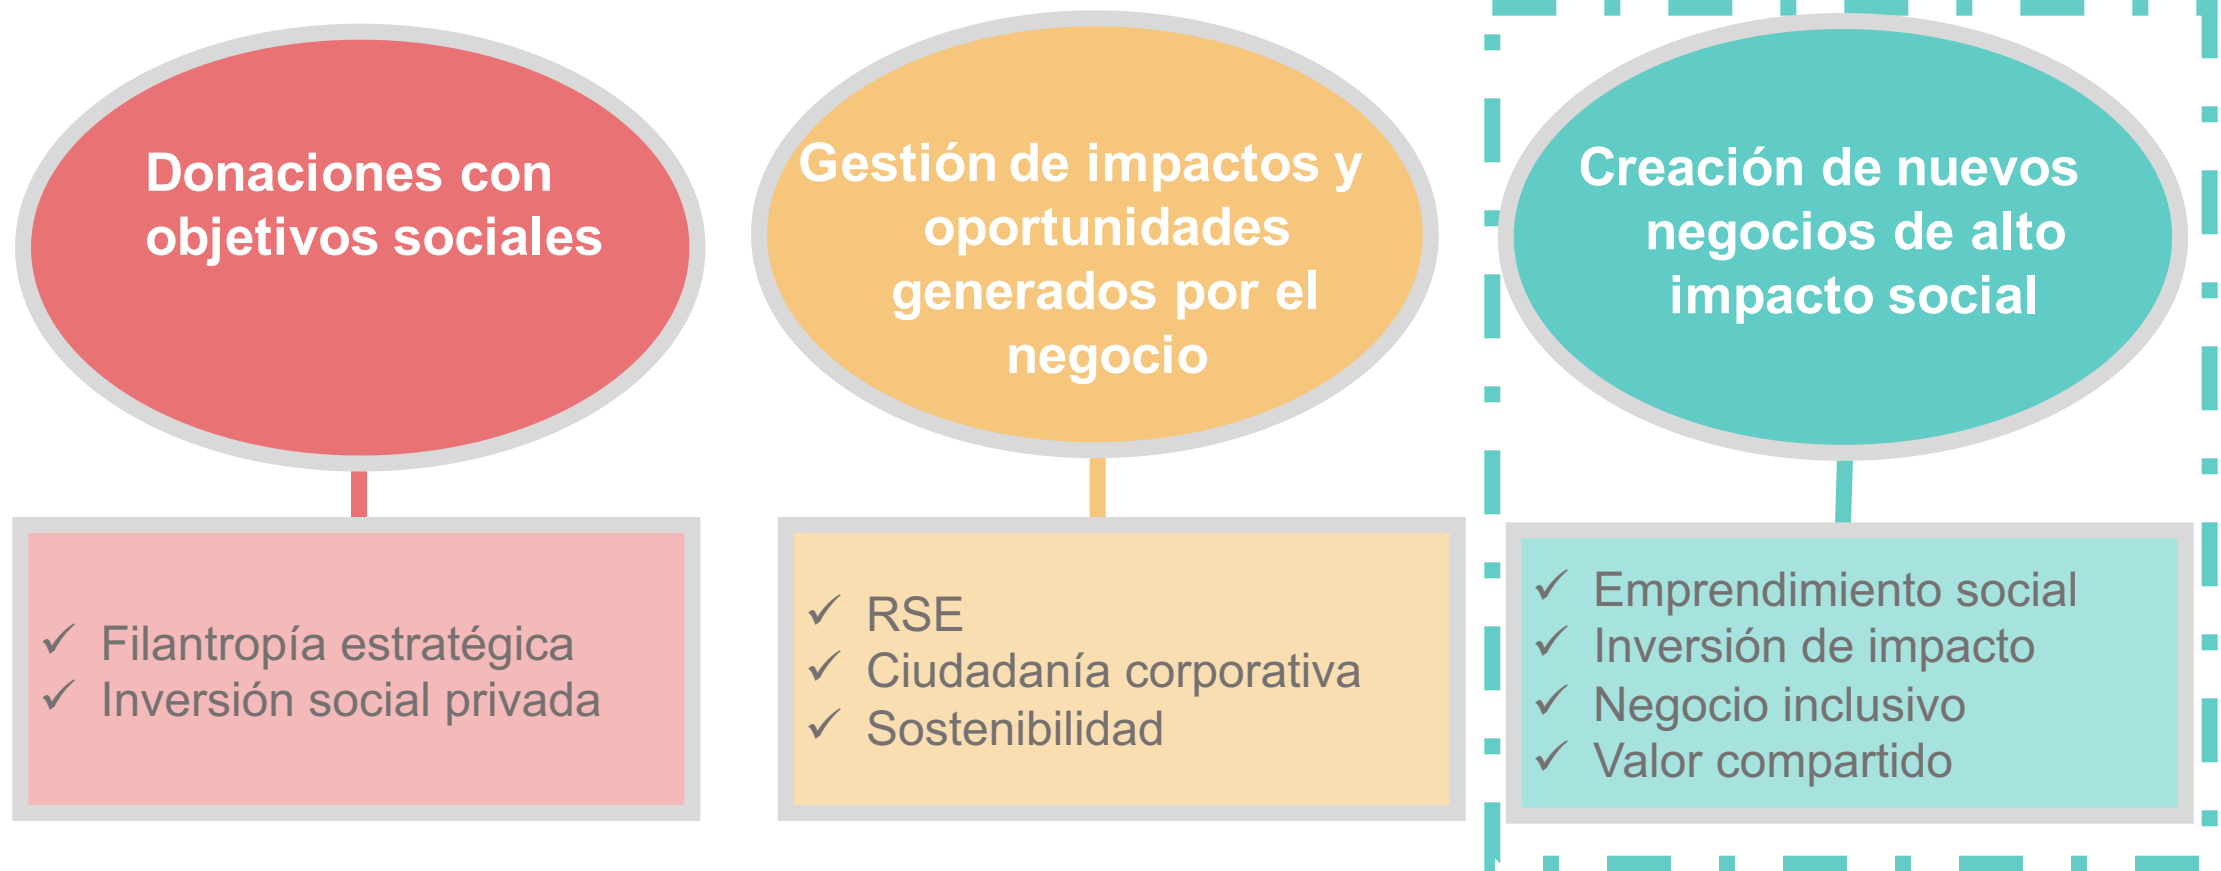 Donaciones con
objetivos sociales
✓ Filantropía estratégica
✓ Inversión social privada
Gestión de impactos y
oportunidades
generados por el
negocio
✓ RSE
✓ Ciudadanía corporativa
✓ Sostenibilidad
Creación de nuevos
negocios de alto
impacto social
✓ Emprendimiento social
✓ Inversión de impacto
✓ Negocio inclusivo
✓ Valor compartido